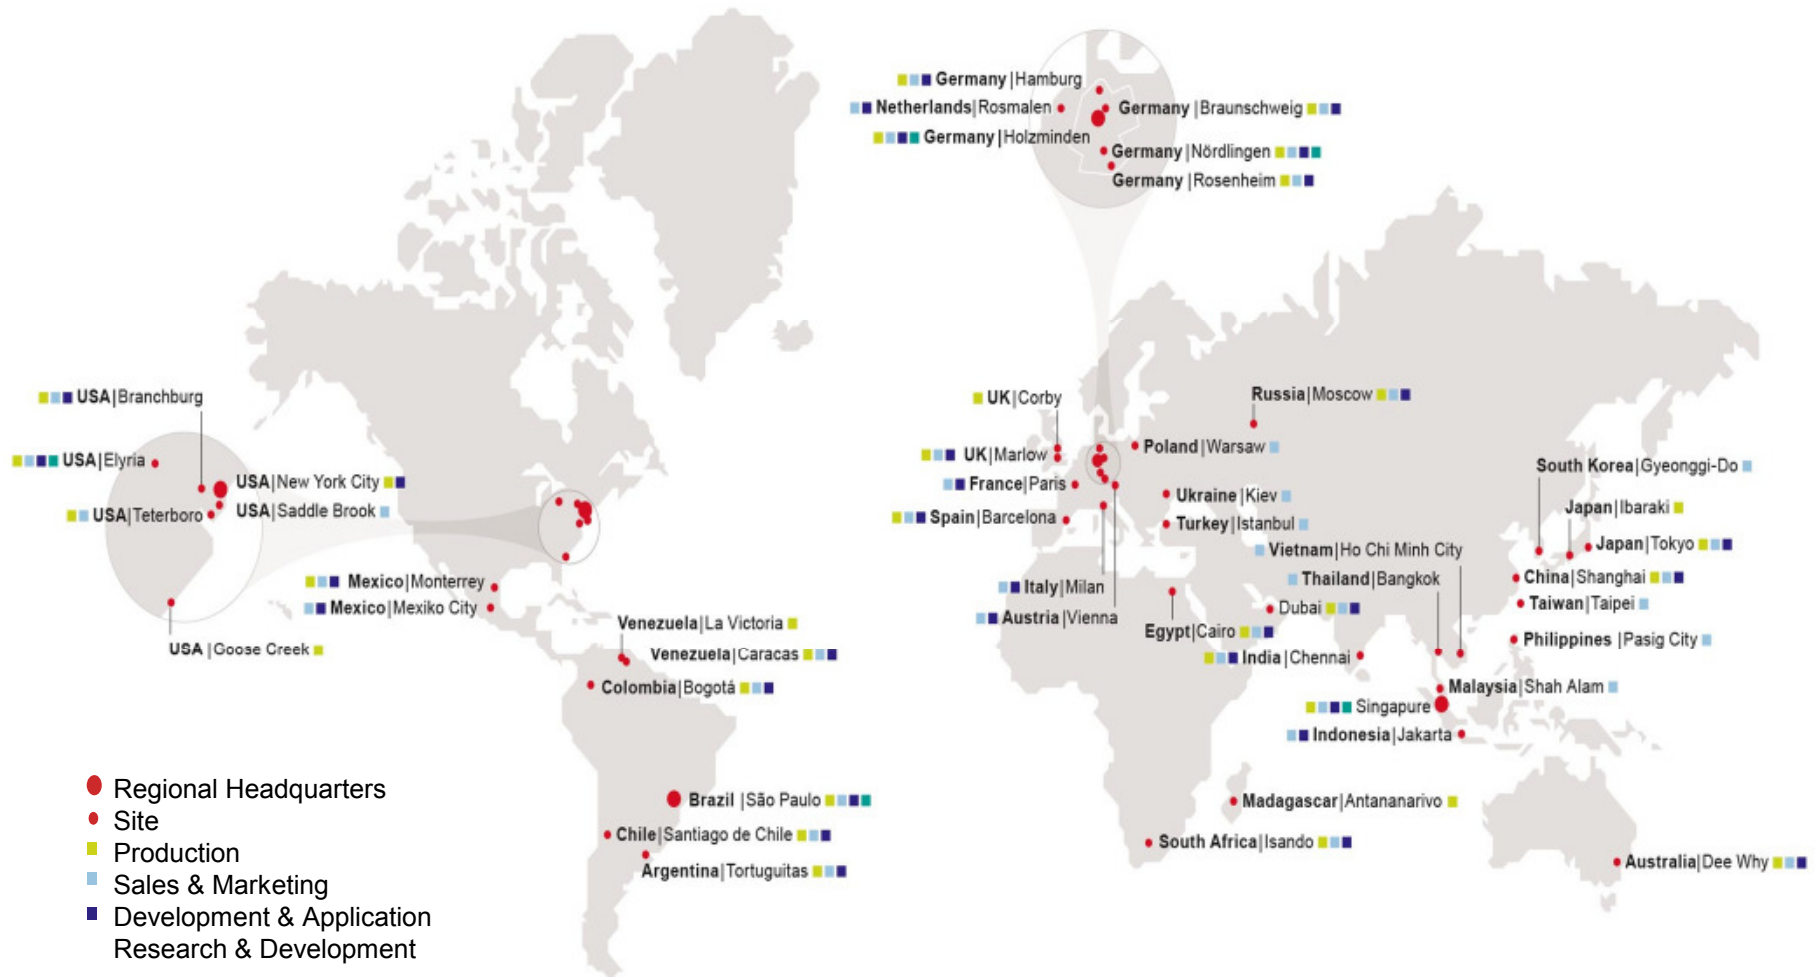 Germany|Hamburg
Netherlands|Rosmalen
Germany |Braunschweig
Germany|Holzminden
Germany|Nördlingen
Germany |Rosenheim
USA|Branchburg
USA|Elyria
USA|New York City
USA|Teterboro
USA|Saddle Brook
USA |Goose Creek
Mexico|Monterrey
Mexico|Mexiko City
Venezuela|La Victoria
Venezuela|Caracas
Colombia|Bogotá
Brazil |São Paulo
Chile|Santiago de Chile
Argentina|Tortuguitas
UK|Corby
UK|Marlow
France|Paris
Spain|Barcelona
Italy|Milan
Austria|Vienna
Russia|Moscow
Poland|Warsaw
Ukraine|Kiev
Turkey|Istanbul
Vietnam|Ho Chi Minh City
Thailand|Bangkok
Dubai
Egypt|Cairo
India|Chennai
South Korea|Gyeonggi-Do
Japan|Ibaraki
Japan|Tokyo
China|Shanghai
Taiwan|Taipei
Philippines |Pasig City
Malaysia|Shah Alam
Singapure
Indonesia|Jakarta
Madagascar|Antananarivo
South Africa|Isando
Australia|Dee Why
Regional Headquarters
Site
Production
Sales & Marketing
Development & Application
Research & Development